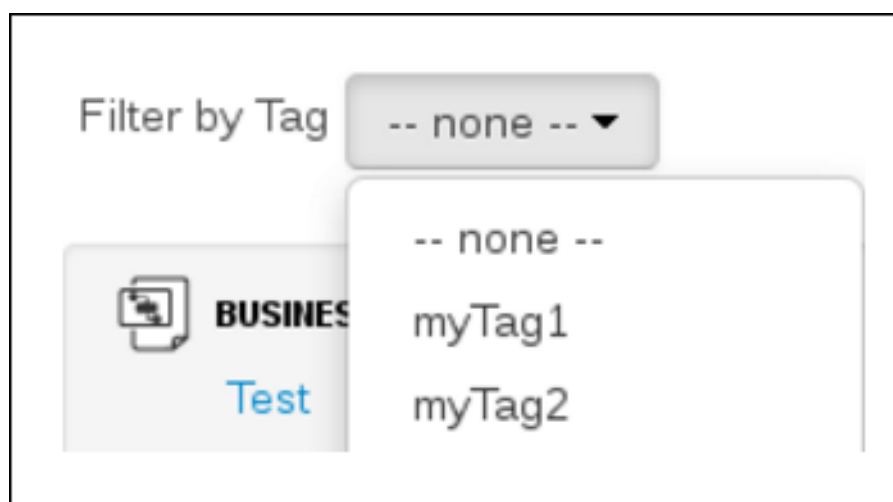 Filter by Tag -- none --
-- none --
BUSINES
myTag1
Test
myTag2